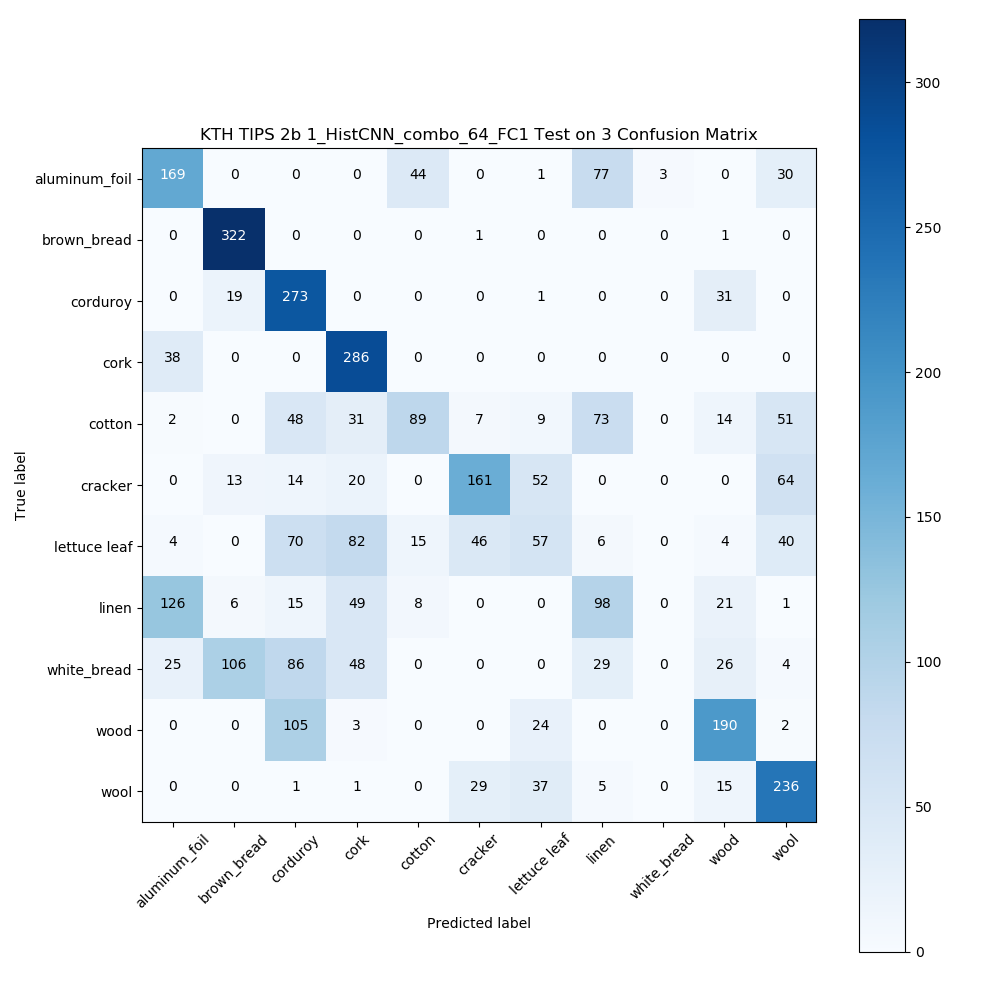 KTH TIPS 2b 1_HistCNN_combo_64_FC1 Test on 3 Confusion Matrix
True label
aluminum_foil 169 0 0 0 44 0 1 77 3 0 30
brown_bread 0 322 0 0 0 1 0 0 0 1 0
corduroy 0 19 273 0 0 0 1 0 0 31 0
cork 38 0 0 286 0 0 0 0 0 0 0
cotton 2 0 48 31 89 7 9 73 0 14 51
cracker 0 13 14 20 0 161 52 0 0 0 64
lettuce leaf 4 0 70 82 15 46 57 6 0 4 40
linen 126 6 15 49 8 0 0 98 0 21 1
white_bread 25 106 86 48 0 0 0 29 0 26 4
wood 0 0 105 3 0 0 24 0 0 190 2
wool 0 0 1 1 0 29 37 5 0 15 236
aluminum_foil brown_bread corduroy cork cotton cracker lettuce leaf linen white_bread wood wool
Predicted label
300
250
200
150
100
50
0